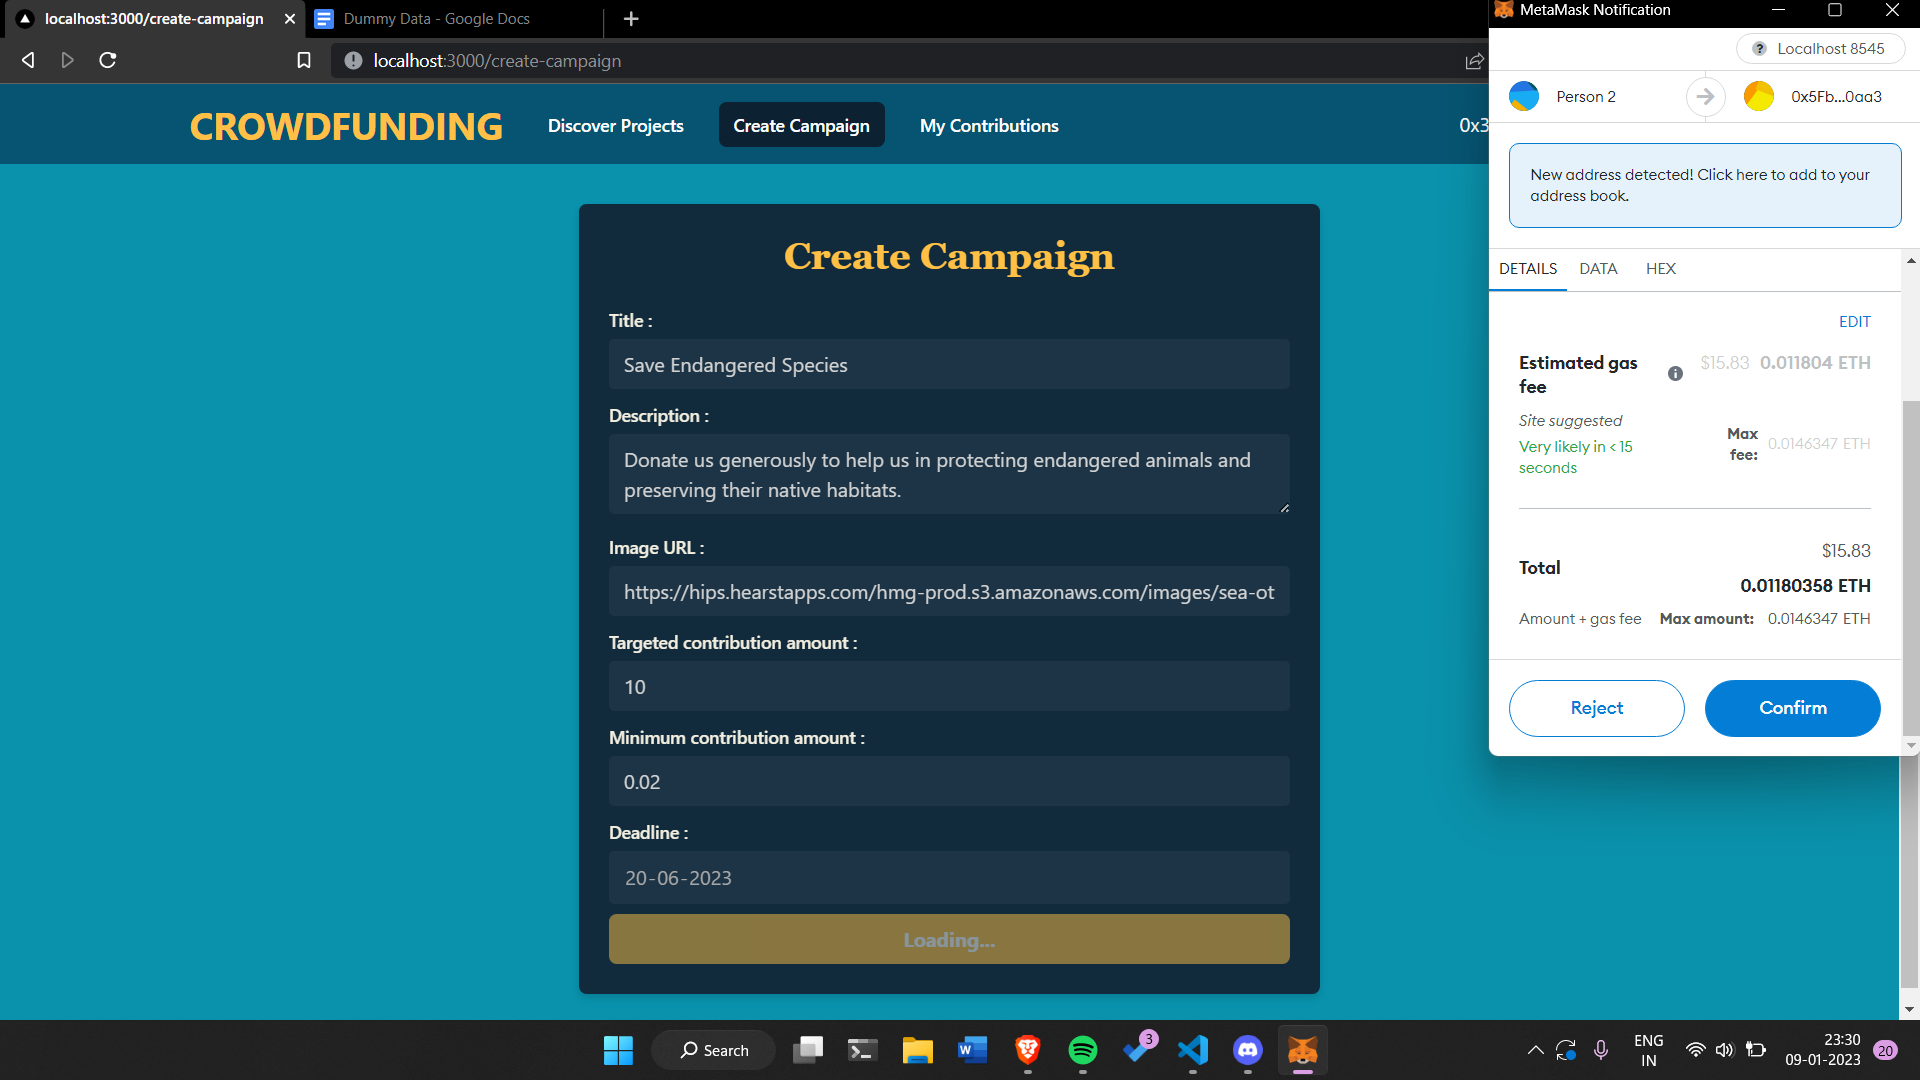 localhost:3000/create-campaign
Dummy Data - Google Docs
localhost:3000/create-campaign
CROWDFUNDING
Discover Projects
Create Campaign
My Contributions
0x3
Create Campaign
Title :
Save Endangered Species
Description :
Donate us generously to help us in protecting endangered animals and
preserving their native habitats.
Image URL :
https://hips.hearstapps.com/hmg-prod.s3.amazonaws.com/images/sea-ot
Targeted contribution amount :
10
Minimum contribution amount :
0.02
Deadline :
20-06-2023
Loading...
MetaMask Notification
Localhost 8545
Person 2
0x5Fb...0aa3
New address detected! Click here to add to your
address book.
DETAILS
DATA
HEX
EDIT
Estimated gas
fee
$15.83 0.011804 ETH
Site suggested
Very likely in < 15
seconds
Max
fee:
0.0146347 ETH
Total
$15.83
0.01180358 ETH
Amount + gas fee
Max amount: 0.0146347 ETH
Reject
Confirm
Search
3
ENG
IN
23:30
09-01-2023
20